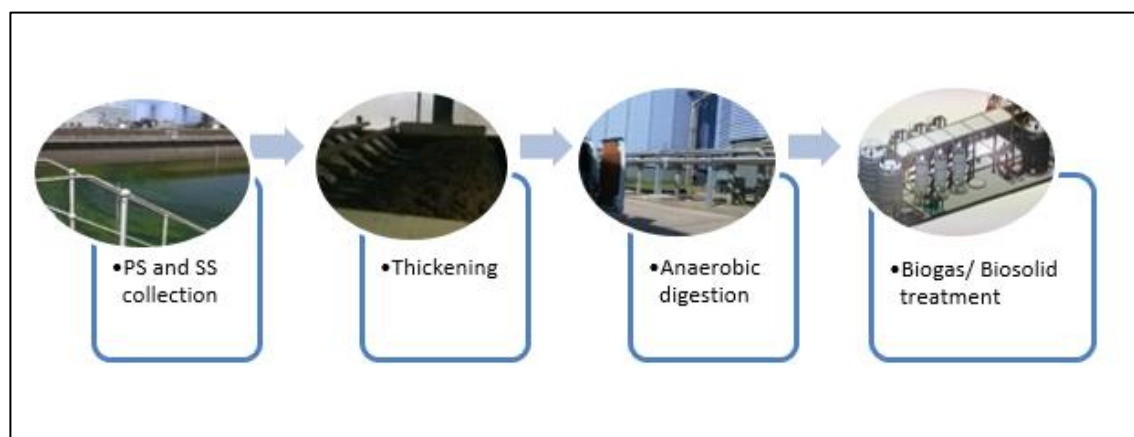 •PS and SS
collection
•Thickening
•Anaerobic
digestion
•Biogas/ Biosolid
treatment